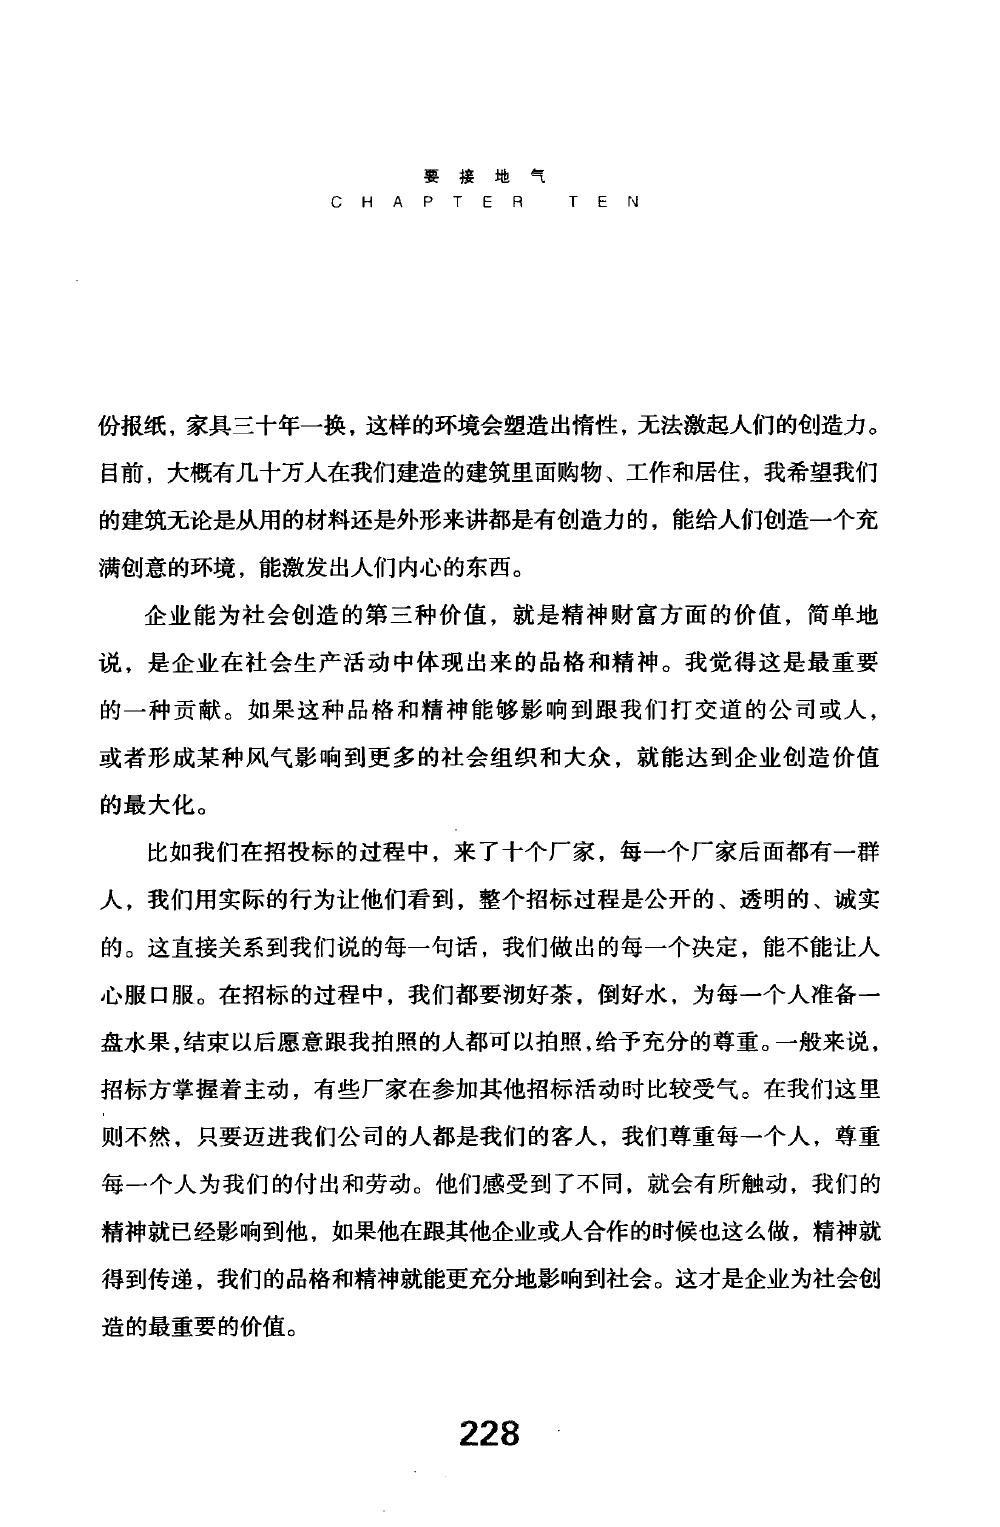 要接地气
CHAPTER TEN
份报纸，家具三十年一换，这样的环境会塑造出惰性，无法激起人们的创造力。
目前，大概有几十万人在我们建造的建筑里面购物、工作和居住，我希望我们
的建筑无论是从用的材料还是外形来讲都是有创造力的，能给人们创造一个充
满创意的环境，能激发出人们内心的东西。
企业能为社会创造的第三种价值，就是精神财富方面的价值，简单地
说，是企业在社会生产活动中体现出来的品格和精神。我觉得这是最重要
的一种贡献。如果这种品格和精神能够影响到跟我们打交道的公司或人，
或者形成某种风气影响到更多的社会组织和大众，就能达到企业创造价值
的最大化。
比如我们在招投标的过程中，来了十个厂家，每一个厂家后面都有一群
人，我们用实际的行为让他们看到，整个招标过程是公开的、透明的、诚实
的。这直接关系到我们说的每一句话，我们做出的每一个决定，能不能让人
心服口服。在招标的过程中，我们都要沏好茶，倒好水，为每一个人准备一
盘水果，结束以后愿意跟我拍照的人都可以拍照，给予充分的尊重。一般来说，
招标方掌握着主动，有些厂家在参加其他招标活动时比较受气。在我们这里
则不然，只要迈进我们公司的人都是我们的客人，我们尊重每一个人，尊重
每一个人为我们的付出和劳动。他们感受到了不同，就会有所触动，我们的
精神就已经影响到他，如果他在跟其他企业或人合作的时候也这么做，精神就
得到传递，我们的品格和精神就能更充分地影响到社会。这才是企业为社会创
造的最重要的价值。
228